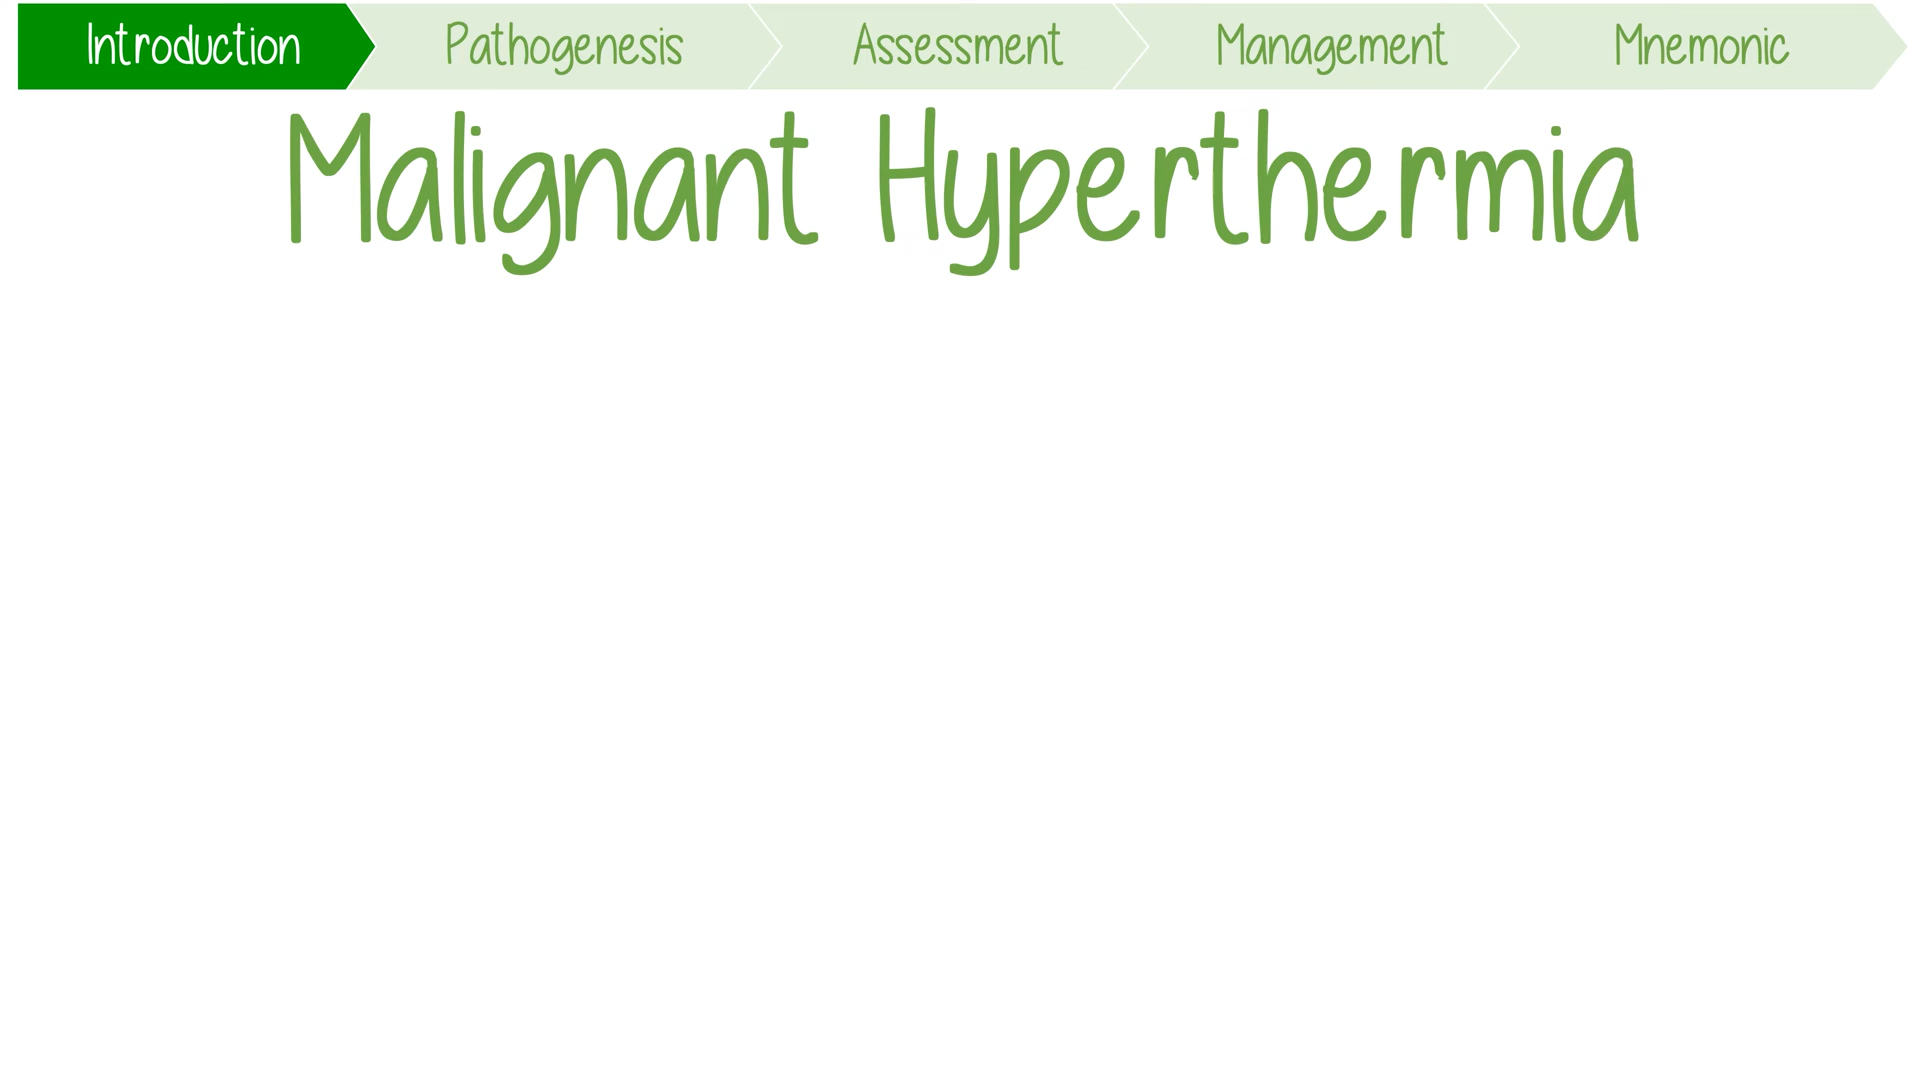 Introduction Pathogenesis Assessment Management Mnemonic
Malignant Hyperthermia